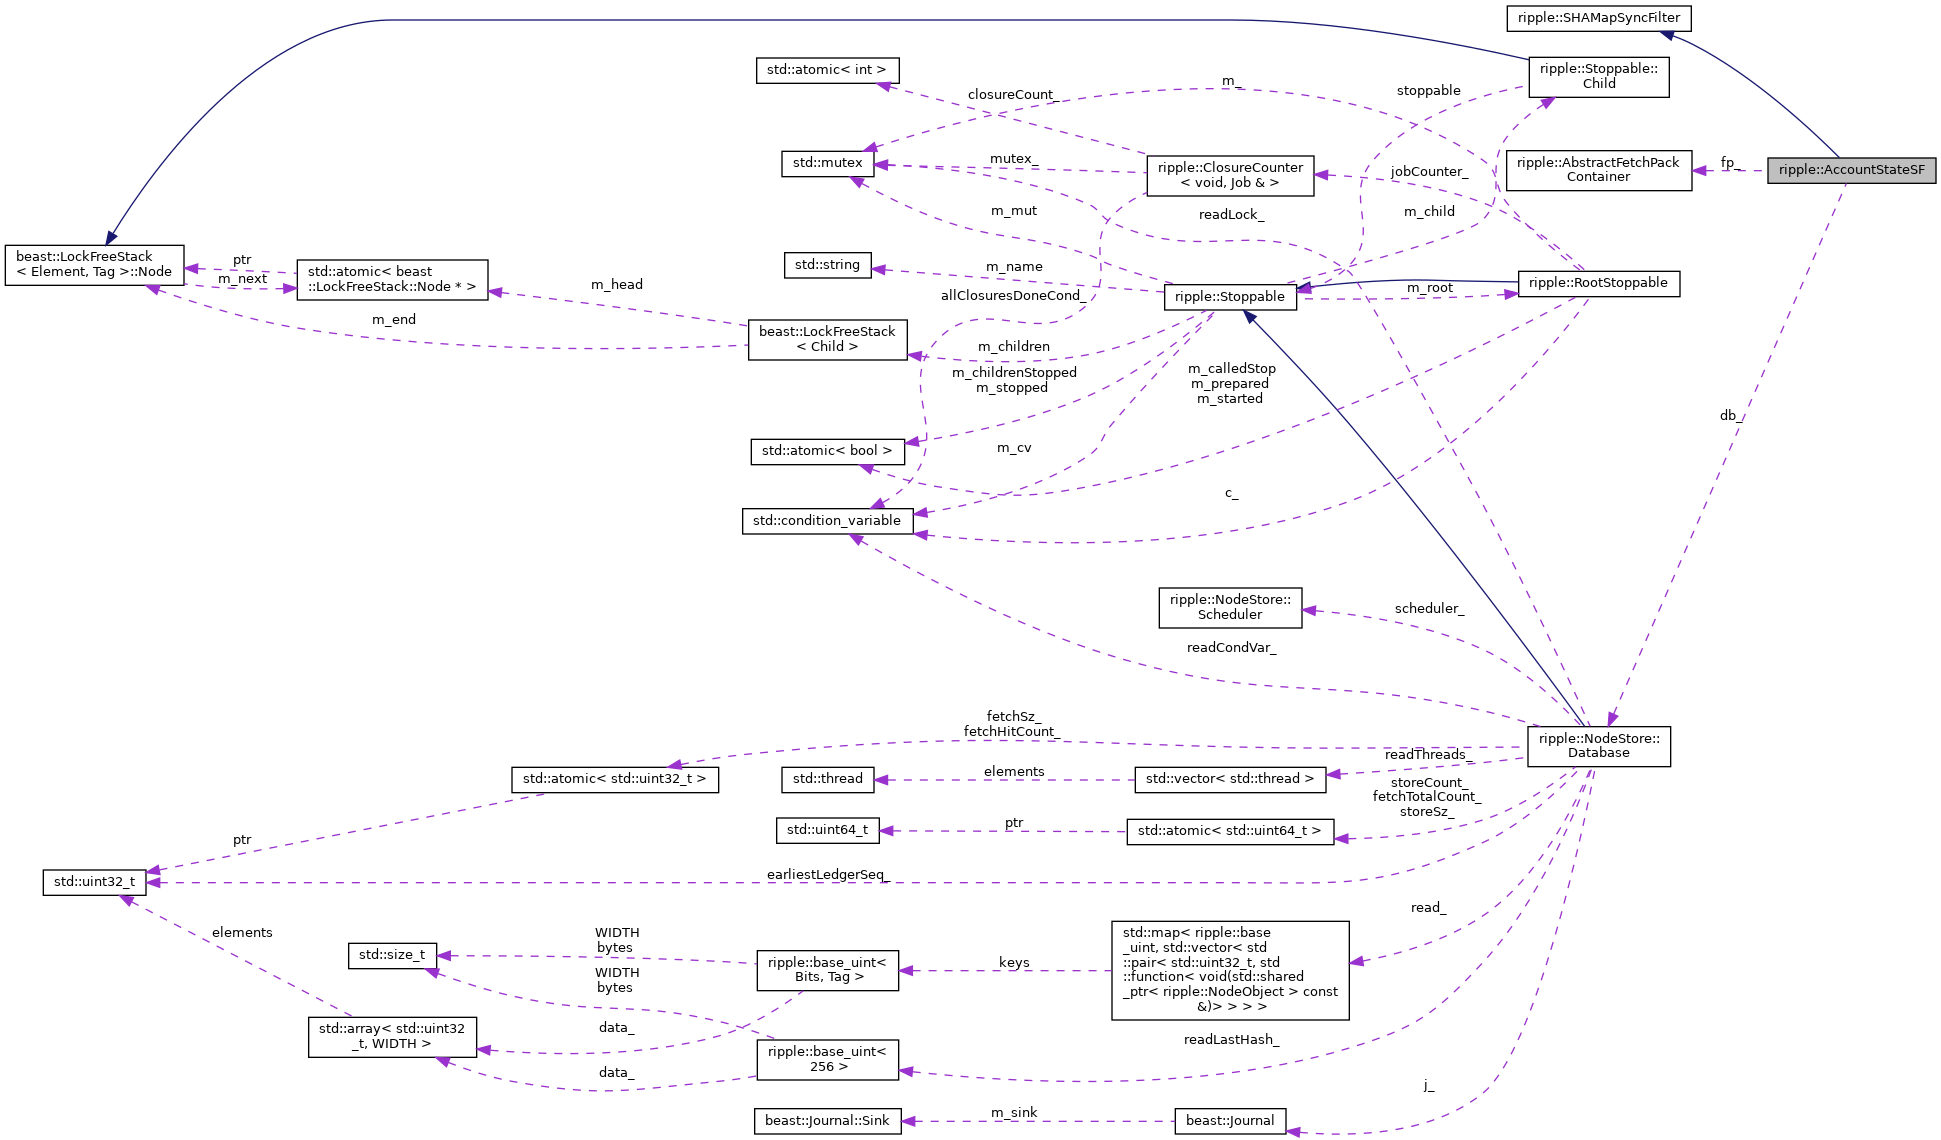 ripple::SHAMapSyncFilter
std::atomic< int >
ripple::Stoppable::
Child
m_
stoppable
closureCount_
std::mutex
mutex_
ripple::ClosureCounter
< void, Job & >
jobCounter_
ripple::AbstractFetchPack
Container
fp_
ripple::AccountStateSF
m_mut
readLock_
m_child
beast::LockFreeStack
< Element, Tag >::Node
ptr
m_next
std::atomic< beast
::LockFreeStack::Node * >
std::string
m_name
m_head
allClosuresDoneCond_
ripple::Stoppable
m_root
ripple::RootStoppable
m_end
beast::LockFreeStack
< Child >
m_children
m_childrenStopped
m_stopped
m_calledStop
m_prepared
m_started
db_
std::atomic< bool >
m_cv
c_
std::condition_variable
ripple::NodeStore::
Scheduler
scheduler_
readCondVar_
fetchSz_
fetchHitCount_
ripple::NodeStore::
Database
std::atomic< std::uint32_t >
std::thread
elements
std::vector< std::thread >
readThreads_
storeCount_
fetchTotalCount_
storeSz_
ptr
std::uint64_t
ptr
std::atomic< std::uint64_t >
std::uint32_t
earliestLedgerSeq_
elements
std::size_t
WIDTH
bytes
WIDTH
bytes
ripple::base_uint<
Bits, Tag >
keys
std::map< ripple::base
_uint, std::vector< std
::pair< std::uint32_t, std
::function< void(std::shared
_ptr< ripple::NodeObject > const
&)> > > >
read_
std::array< std::uint32
_t, WIDTH >
data_
data_
ripple::base_uint<
256 >
readLastHash_
j_
beast::Journal::Sink
m_sink
beast::Journal